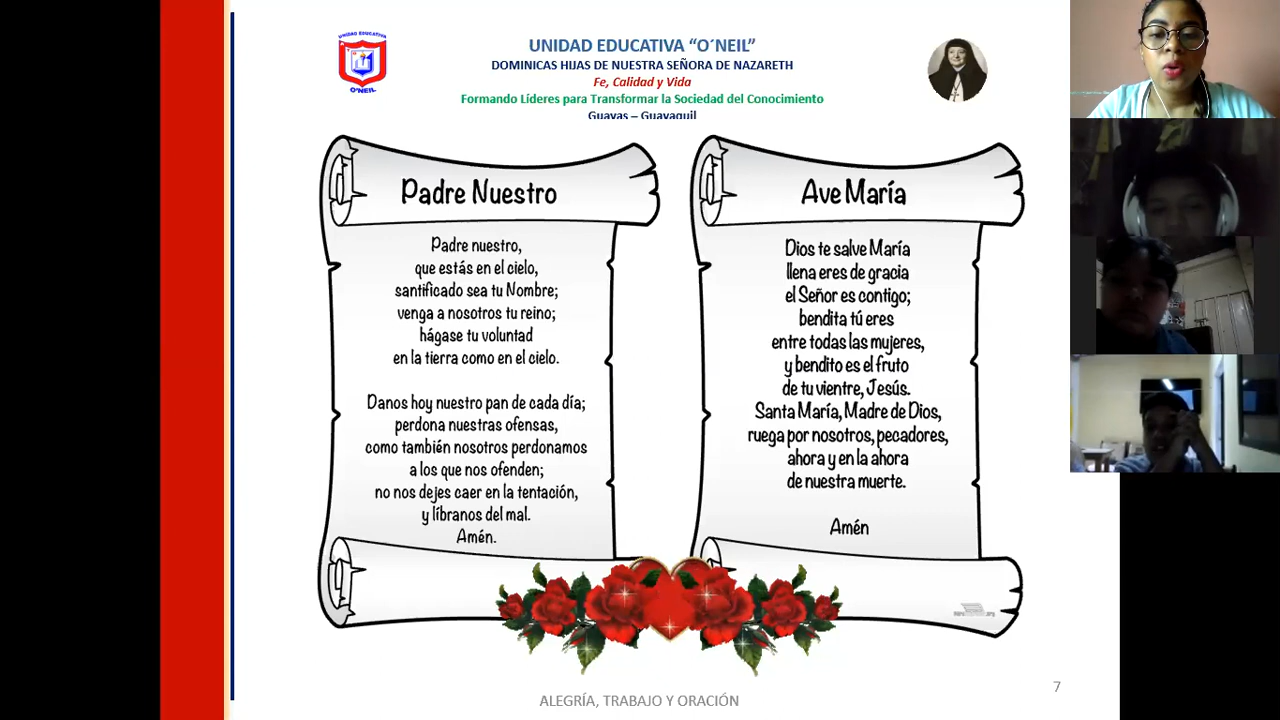 UNIDAD EDUCATIVA
O´NEIL
UNIDAD EDUCATIVA “O´NEIL”
DOMINICAS HIJAS DE NUESTRA SEÑORA DE NAZARETH
Fe, Calidad y Vida
Formando Líderes para Transformar la Sociedad del Conocimiento
Guayas – Guayaquil
Padre Nuestro
Padre nuestro,
que estás en el cielo,
santificado sea tu Nombre;
venga a nosotros tu reino;
hágase tu voluntad
en la tierra como en el cielo.
Danos hoy nuestro pan de cada día;
perdona nuestras ofensas,
como también nosotros perdonamos
a los que nos ofenden;
no nos dejes caer en la tentación,
y líbranos del mal.
Amén.
Ave María
Dios te salve María
llena eres de gracia
el Señor es contigo;
bendita tú eres
entre todas las mujeres,
y bendito es el fruto
de tu vientre, Jesús.
Santa María, Madre de Dios,
ruega por nosotros, pecadores,
ahora y en la ahora
de nuestra muerte.
Amén
ALEGRÍA, TRABAJO Y ORACIÓN
7